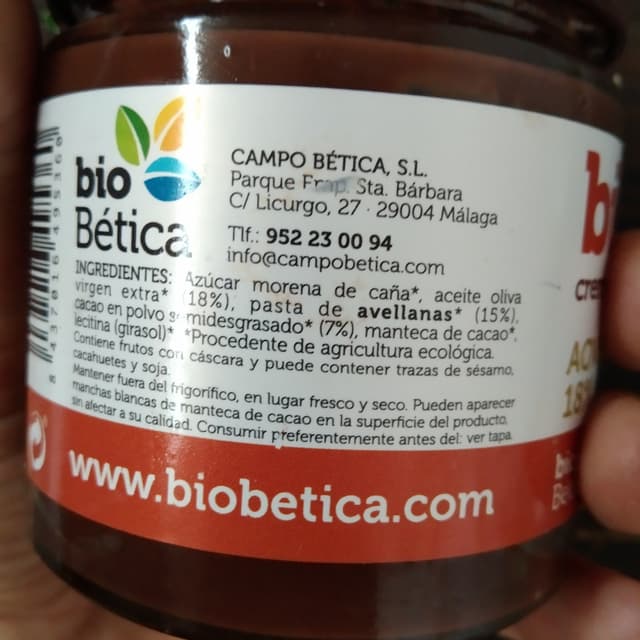 bio
Bética
CAMPO BÉTICA, S.L.
Parque Frap. Sta. Bárbara
C/ Licurgo, 27 · 29004 Málaga
Tlf.: 952 23 00 94
info@campobetica.com
INGREDIENTES: Azúcar morena de caña*, aceite oliva
virgen extra* (18%), pasta de avellanas* (15%),
cacao en polvo semidesgrasado* (7%), manteca de cacao*,
lecitina (girasol)* *Procedente de agricultura ecológica.
Contiene frutos con cáscara y puede contener trazas de sésamo,
cacahuetes y soja.
Mantener fuera del frigorífico, en lugar fresco y seco. Pueden aparecer
manchas blancas de manteca de cacao en la superficie del producto,
sin afectar a su calidad. Consumir preferentemente antes del: ver tapa.
www.biobetica.com